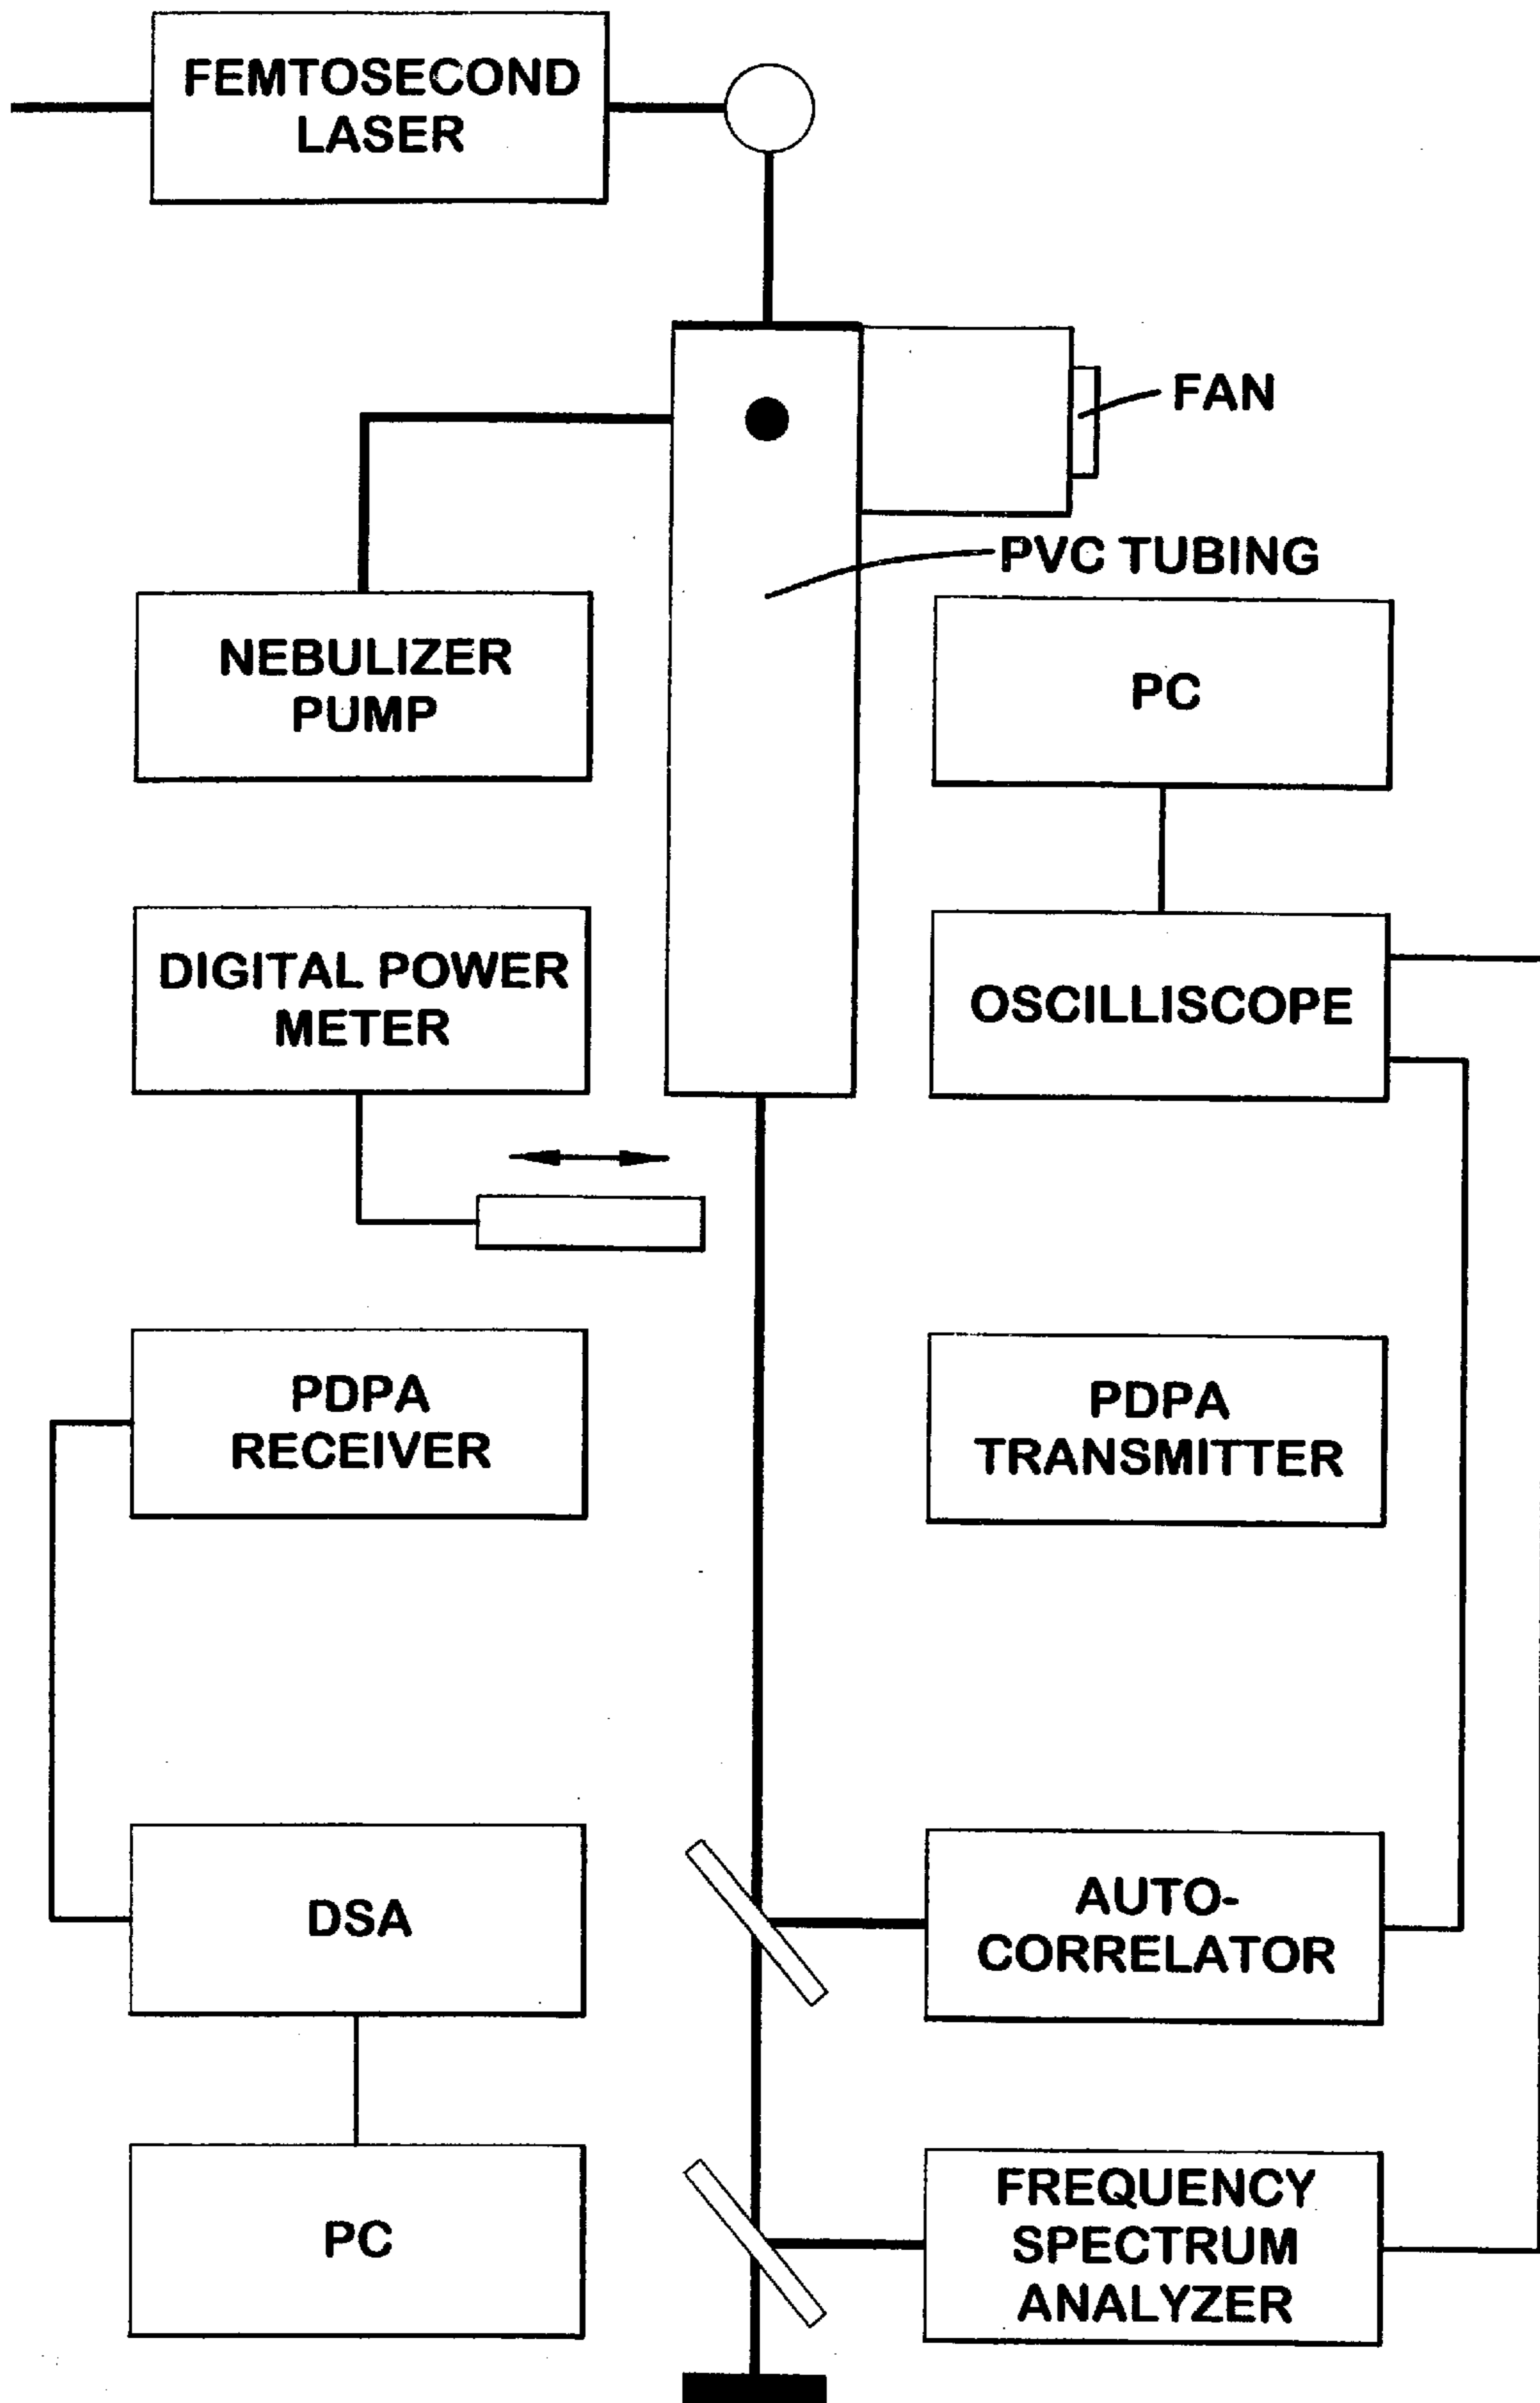 FEMTOSECOND
LASER
FAN
PVC TUBING
NEBULIZER
PUMP
PC
DIGITAL POWER
METER
OSCILLISCOPE
PDPA
RECEIVER
PDPA
TRANSMITTER
DSA
AUTO-
CORRELATOR
PC
FREQUENCY
SPECTRUM
ANALYZER